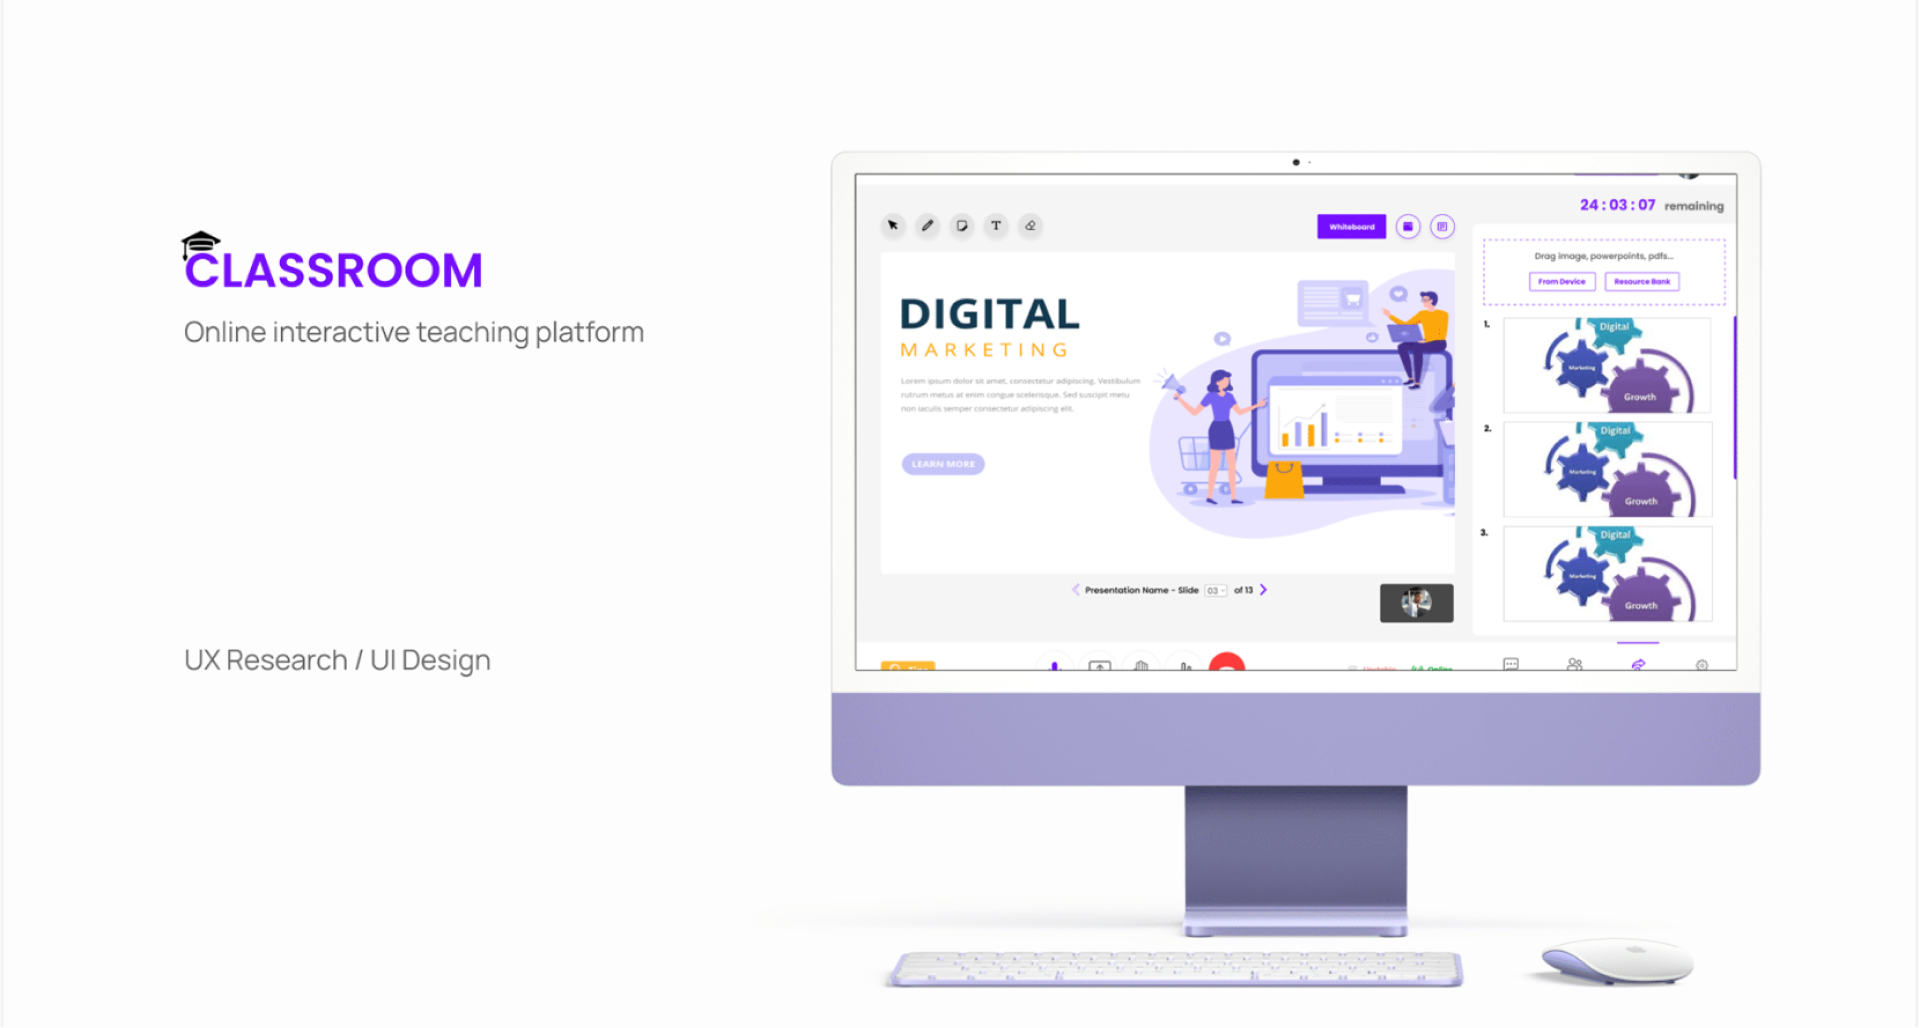 CLASSROOM
Online interactive teaching platform
UX Research / UI Design
T
Whiteboard
24 : 03 : 07 remaining
DIGITAL
MARKETING
Lorem ipsum dolor sit amet, consectetur adipiscing. Vestibulum
rutrum metus at enim congue scelerisque. Sed suscipit metu
non iaculis semper consectetur adipiscing elit.
LEARN MORE
Presentation Name - Slide 03 of 13
Drag image, powerpoints, pdfs...
From Device
Resource Bank
1.
Digital
Marketing
Growth
2.
Digital
Marketing
Growth
3.
Digital
Marketing
Growth
Online